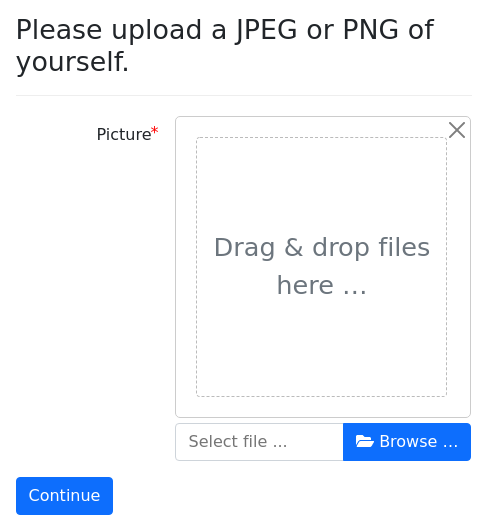 Please upload a JPEG or PNG of
yourself.
Picture*
Drag & drop files
here ...
Select file ...
Browse ...
Continue